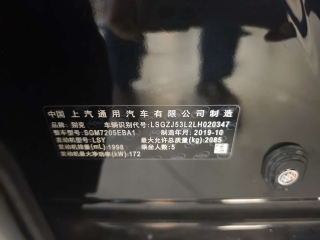 中国 上汽通用汽车有限公司制造
品牌：别克 车辆识别代号：LSGZJ53L2LH020347
整车型号：SGM7205EBA1 制造年月：2019-10
发动机型号：LSY 最大允许总质量(kg)：2085
发动机排量(mL)：1998 乘坐人数：5
发动机最大净功率(kW)：172